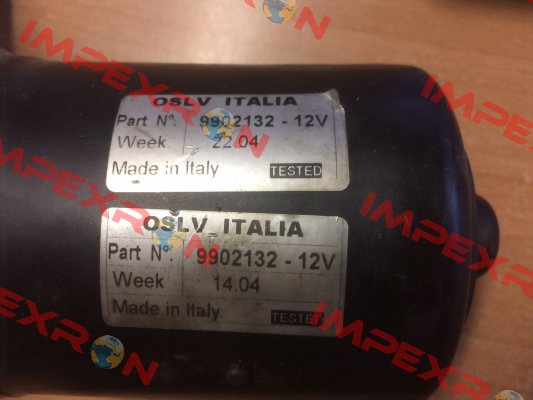 OSLV ITALIA
Part N°. 9902132 - 12V
Week 22.04
Made in Italy TESTED
OSLV ITALIA
Part N°. 9902132 - 12V
Week 14.04
Made in Italy TESTED
IMPEXRON
IMPEXRON
IMPEXRON
IMPEXRON
IMPEXRON